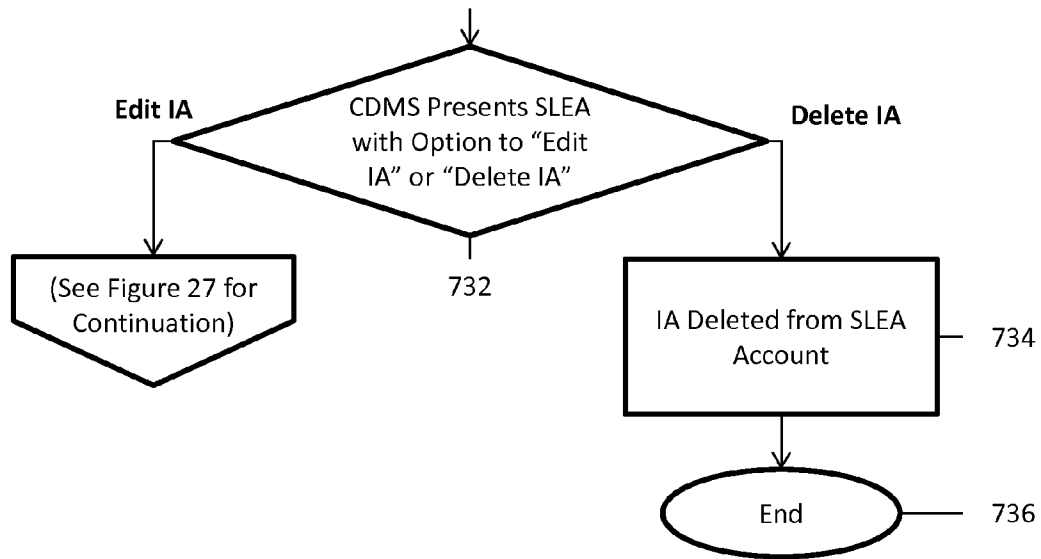 Edit IA
CDMS Presents SLEA
with Option to “Edit
IA” or “Delete IA”
Delete IA
732
(See Figure 27 for
Continuation)
IA Deleted from SLEA
Account
734
End
736